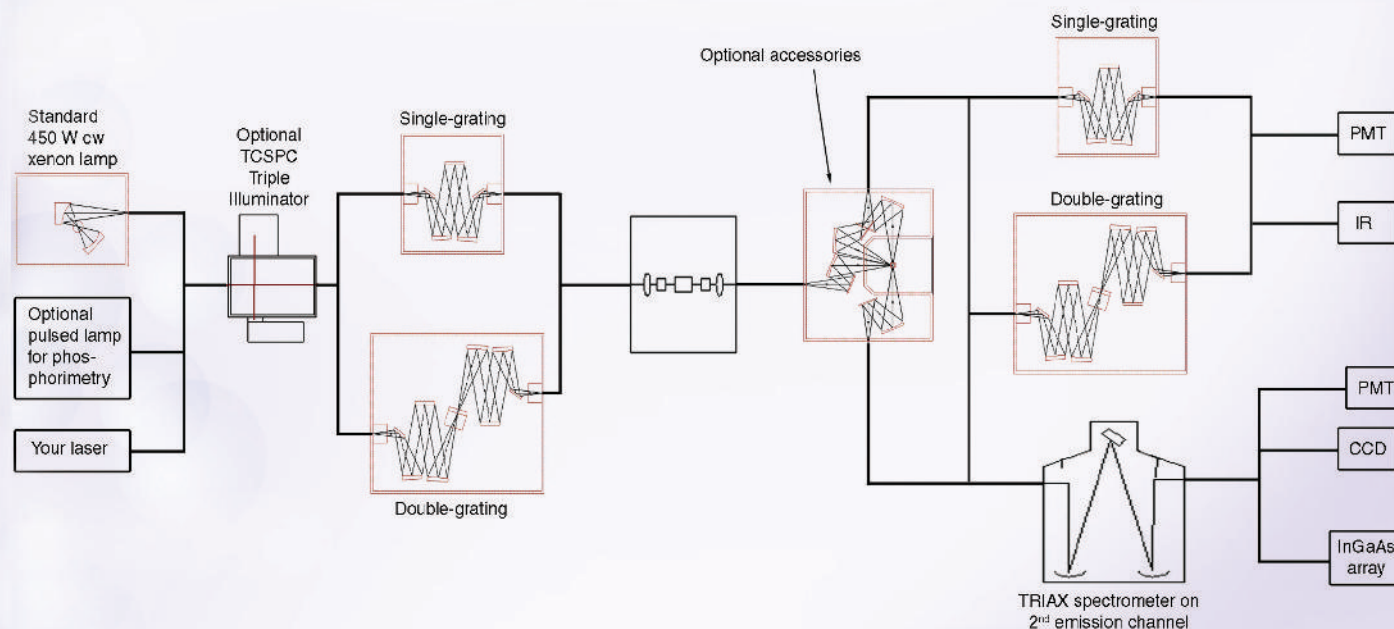 Standard
450 W cw
xenon lamp
Optional
pulsed lamp
for phos-
phorimetry
Your laser
Optional
TCSPC
Triple
Illuminator
Single-grating
Double-grating
Optional accessories
Single-grating
Double-grating
TRIAX spectrometer on
2nd emission channel
PMT
IR
PMT
CCD
InGaAs
array